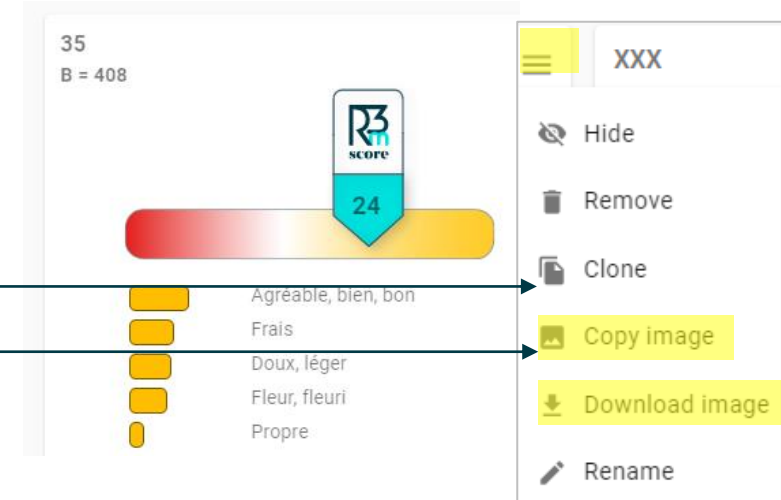 35
B = 408
R3m
score
24
Agréable, bien, bon
Frais
Doux, léger
Fleur, fleuri
Propre
XXX
Hide
Remove
Clone
Copy image
Download image
Rename